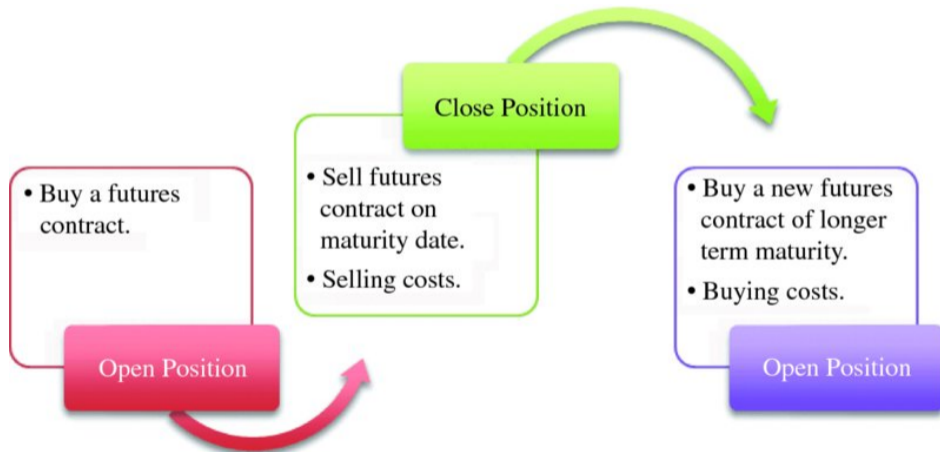 • Buy a futures
contract.
Open Position
Close Position
• Sell futures
contract on
maturity date.
• Selling costs.
• Buy a new futures
contract of longer
term maturity.
• Buying costs.
Open Position